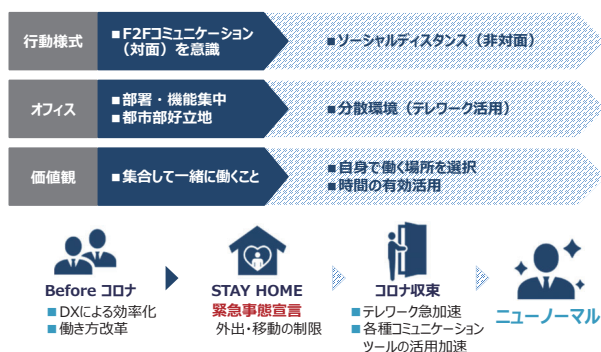 行動様式
■F2Fコミュニケーション
（対面）を意識
■ソーシャルディスタンス（非対面）
オフィス
■部署・機能集中
■都市部好立地
■分散環境（テレワーク活用）
価値観
■集合して一緒に働くこと
■自身で働く場所を選択
■時間の有効活用
Before コロナ
■DXによる効率化
■働き方改革
STAY HOME
緊急事態宣言
外出・移動の制限
コロナ収束
■テレワーク急加速
■各種コミュニケーション
ツールの活用加速
ニューノーマル